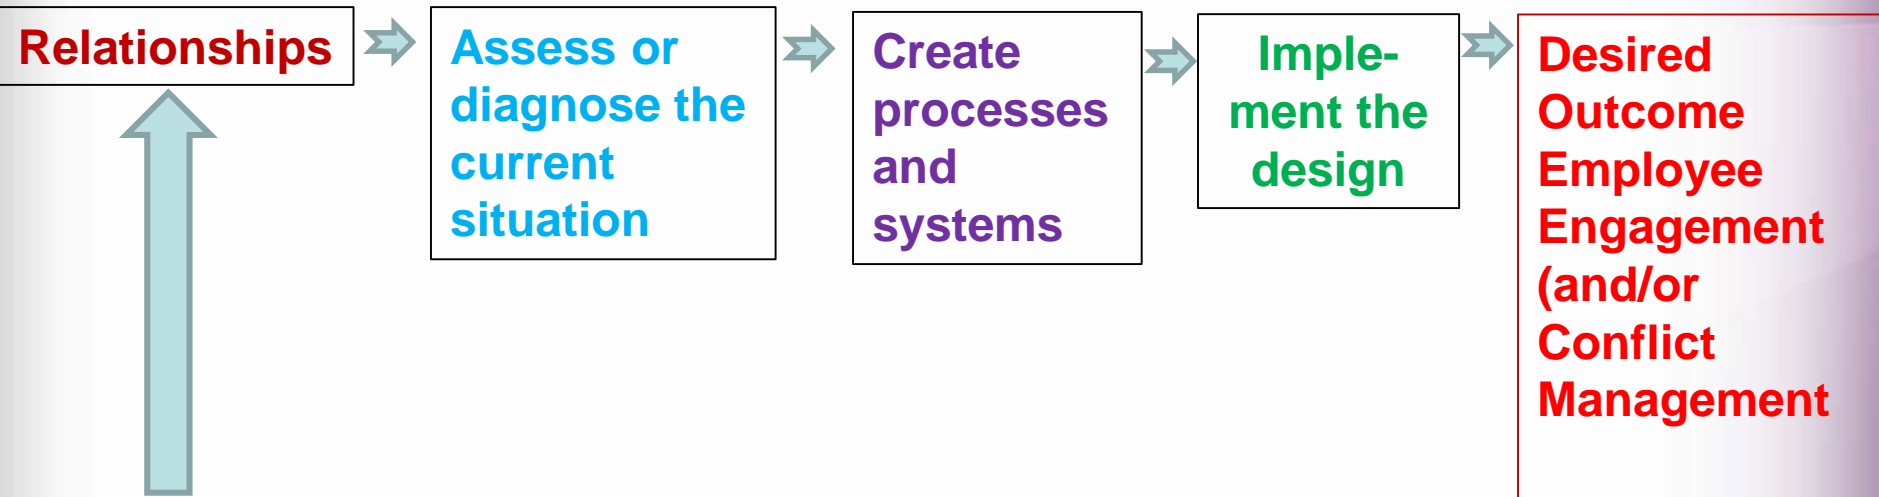 Relationships
Assess or
diagnose the
current
situation
Create
processes
and
systems
Imple-
ment the
design
Desired
Outcome
Employee
Engagement
(and/or
Conflict
Management